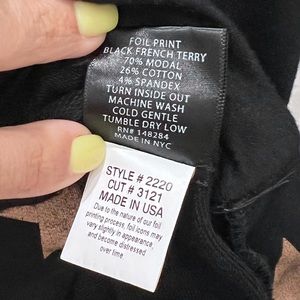 FOIL PRINT
BLACK FRENCH TERRY
70% MODAL
26% COTTON
4% SPANDEX
TURN INSIDE OUT
MACHINE WASH
COLD GENTLE
TUMBLE DRY LOW
RN# 148284
MADE IN NYC
STYLE # 2220
CUT # 3121
MADE IN USA
Due to the nature of our foil
printing process, foil icons may
vary slightly in appearance
and become distressed
over time